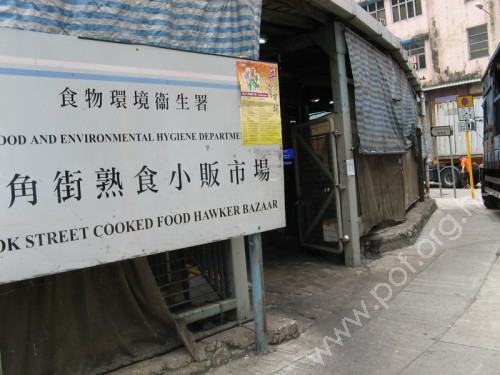 食物環境衞生署
OOD AND ENVIRONMENTAL HYGIENE DEPARTMEN
角街熟食小販市場
OK STREET COOKED FOOD HAWKER BAZAAR
www.pof.org.